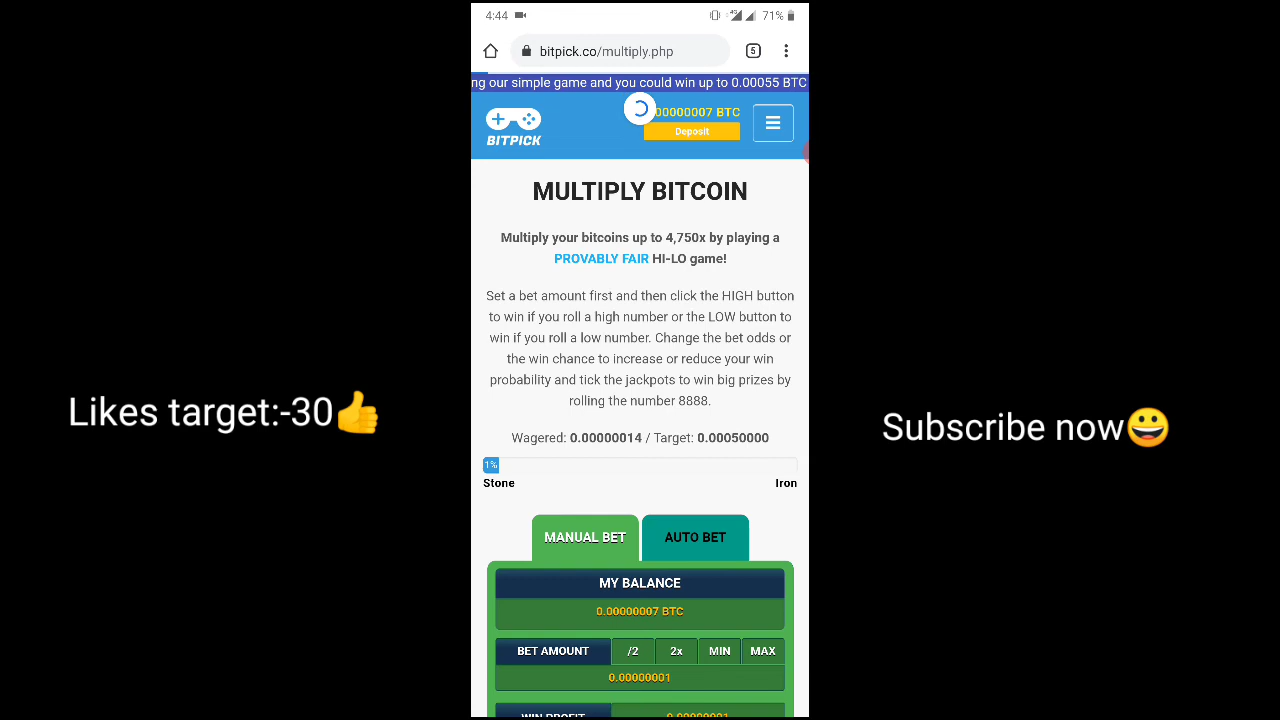 4:44
4G
71%
bitpick.co/multiply.php
5
ng our simple game and you could win up to 0.00055 BTC
00000007 BTC
Deposit
BITPICK
MULTIPLY BITCOIN
Multiply your bitcoins up to 4,750x by playing a
PROVABLY FAIR HI-LO game!
Set a bet amount first and then click the HIGH button
to win if you roll a high number or the LOW button to
win if you roll a low number. Change the bet odds or
the win chance to increase or reduce your win
probability and tick the jackpots to win big prizes by
rolling the number 8888.
Wagered: 0.00000014 / Target: 0.00050000
1%
Stone Iron
MANUAL BET AUTO BET
MY BALANCE
0.00000007 BTC
BET AMOUNT /2 2x MIN MAX
0.00000001
WIN PROFIT 0.00000001
Likes target:-30👍
Subscribe now😀